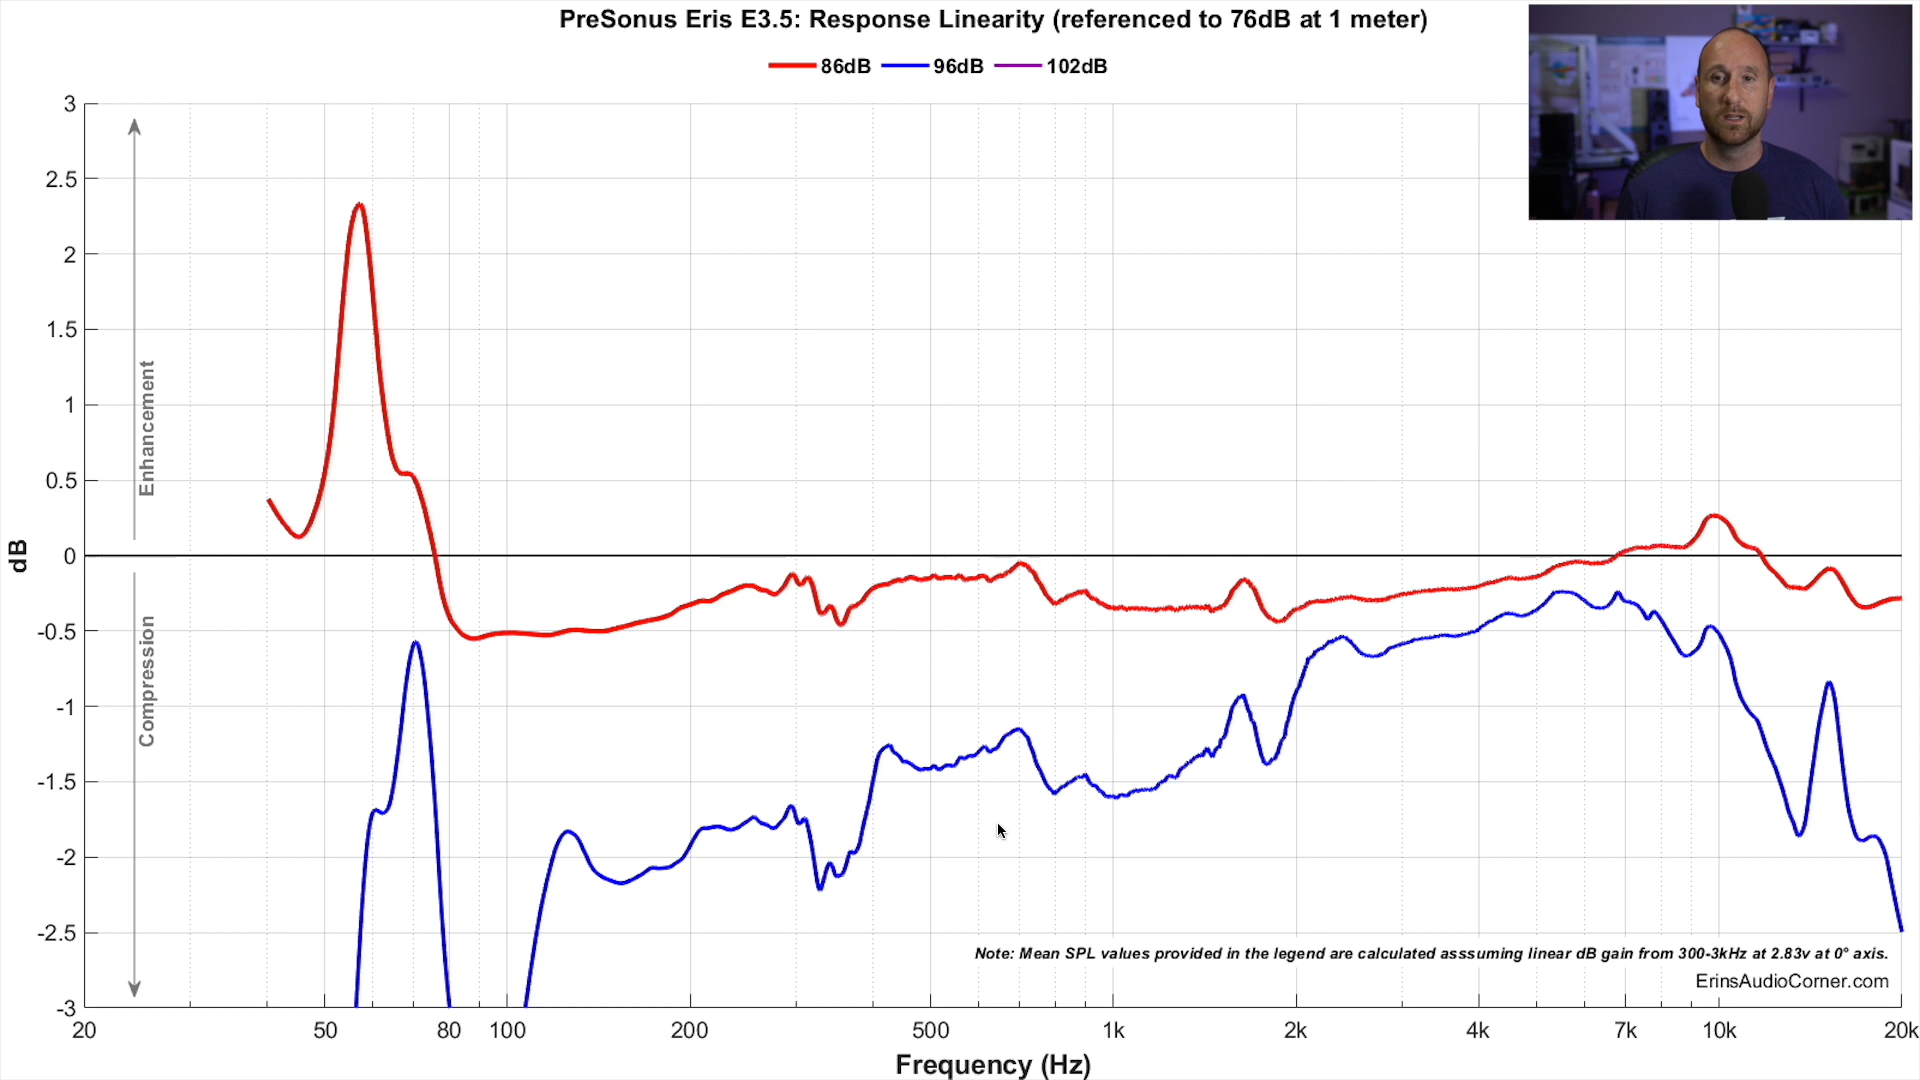 PreSonus Eris E3.5: Response Linearity (referenced to 76dB at 1 meter)
86dB 96dB 102dB
3
2.5
2
1.5
1
0.5
0
-0.5
-1
-1.5
-2
-2.5
-3
dB
Enhancement
Compression
Note: Mean SPL values provided in the legend are calculated asssuming linear dB gain from 300-3kHz at 2.83v at 0° axis.
ErinsAudioCorner.com
20 50 80 100 200 500 1k 2k 4k 7k 10k 20k
Frequency (Hz)